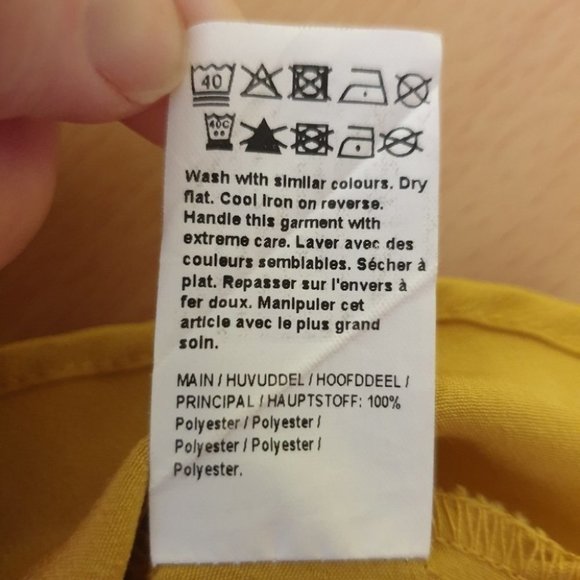 40
40C
Wash with similar colours. Dry
flat. Cool iron on reverse.
Handle this garment with
extreme care. Laver avec des
couleurs semblables. Sécher à
plat. Repasser sur l'envers à
fer doux. Manipuler cet
article avec le plus grand
soin.
MAIN / HUVUDDEL / HOOFDDEEL /
PRINCIPAL / HAUPTSTOFF: 100%
Polyester / Polyester /
Polyester / Polyester /
Polyester.